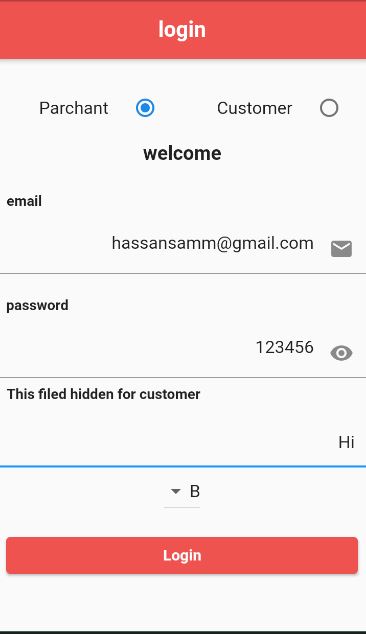 login
Parchant Customer
welcome
email
hassansamm@gmail.com
password
123456
This filed hidden for customer
Hi
B
Login